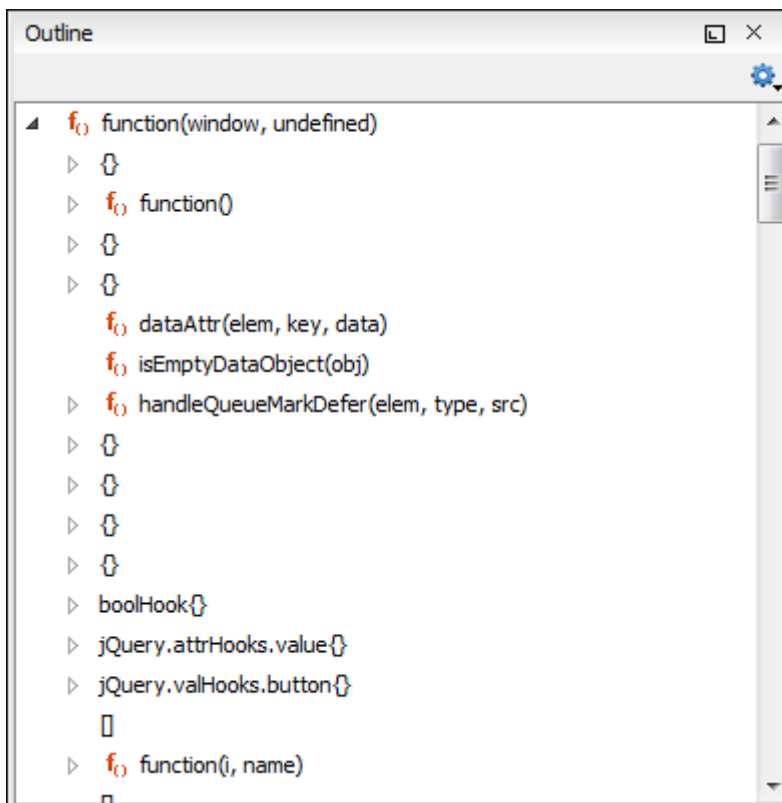 Outline
f() function(window, undefined)
{}
f() function()
{}
{}
f() dataAttr(elem, key, data)
f() isEmptyDataObject(obj)
f() handleQueueMarkDefer(elem, type, src)
{}
{}
{}
{}
boolHook{}
jQuery.attrHooks.value{}
jQuery.valHooks.button{}
[]
f() function(i, name)